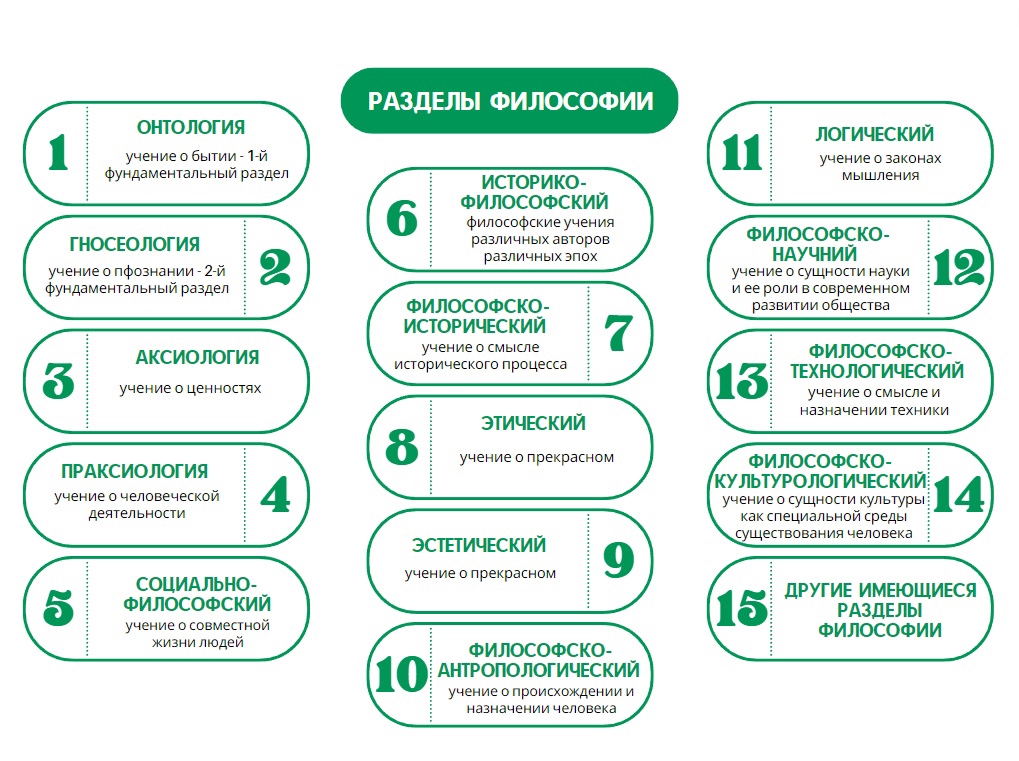 РАЗДЕЛЫ ФИЛОСОФИИ
1
ОНТОЛОГИЯ
учение о бытии - 1-й
фундаментальный раздел
ГНОСЕОЛОГИЯ
учение о пфознании - 2-й
фундаментальный раздел
2
3
АКСИОЛОГИЯ
учение о ценностях
ПРАКСИОЛОГИЯ
учение о человеческой
деятельности
4
5
СОЦИАЛЬНО-
ФИЛОСОФСКИЙ
учение о совместной
жизни людей
6
ИСТОРИКО-
ФИЛОСОФСКИЙ
философские учения
различных авторов
различных эпох
ФИЛОСОФСКО-
ИСТОРИЧЕСКИЙ
учение о смысле
исторического процесса
7
8
ЭТИЧЕСКИЙ
учение о прекрасном
ЭСТЕТИЧЕСКИЙ
учение о прекрасном
9
10
ФИЛОСОФСКО-
АНТРОПОЛОГИЧЕСКИЙ
учение о происхождении и
назначении человека
11
ЛОГИЧЕСКИЙ
учение о законах
мышления
ФИЛОСОФСКО-
НАУЧНИЙ
учение о сущности науки
и ее роли в современном
развитии общества
12
13
ФИЛОСОФСКО-
ТЕХНОЛОГИЧЕСКИЙ
учение о смысле и
назначении техники
ФИЛОСОФСКО-
КУЛЬТУРОЛОГИЧЕСКИЙ
учение о сущности культуры
как специальной среды
существования человека
14
15
ДРУГИЕ ИМЕЮЩИЕСЯ
РАЗДЕЛЫ
ФИЛОСОФИИ